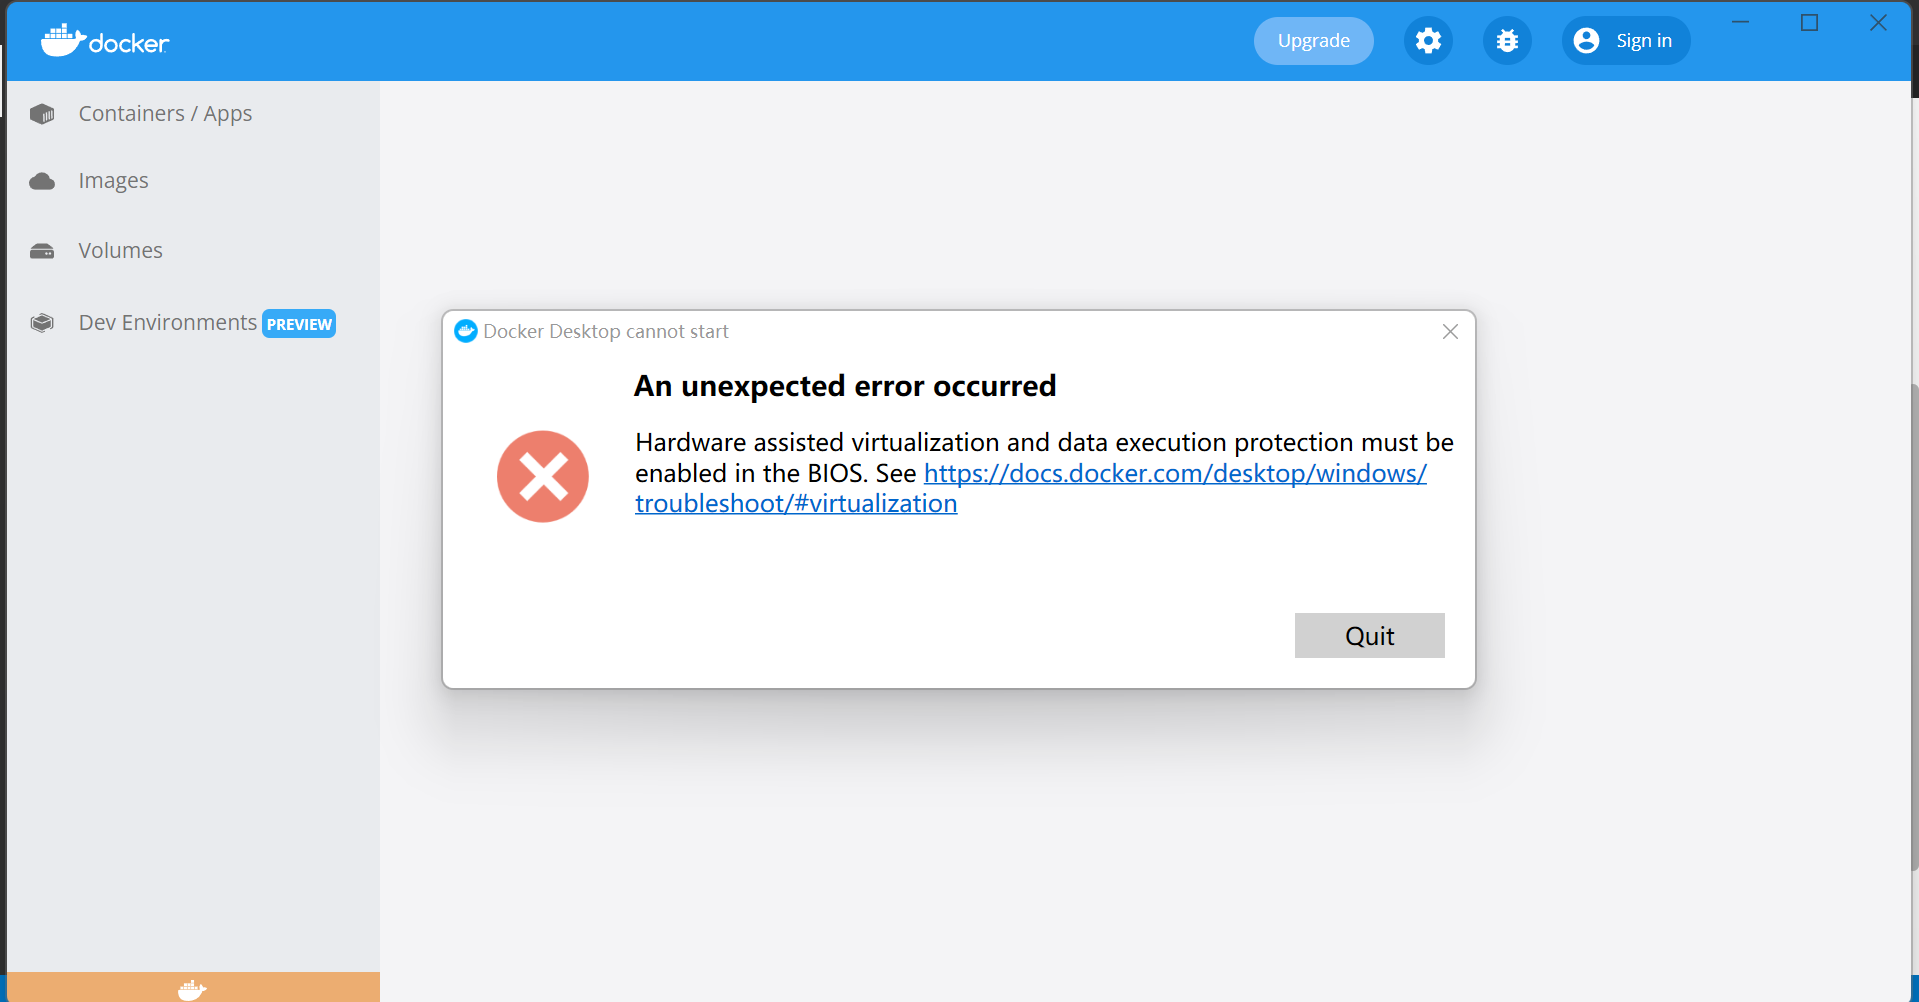 docker
Upgrade
Sign in
Containers / Apps
Images
Volumes
Dev Environments PREVIEW
Docker Desktop cannot start
An unexpected error occurred
Hardware assisted virtualization and data execution protection must be
enabled in the BIOS. See https://docs.docker.com/desktop/windows/
troubleshoot/#virtualization
Quit